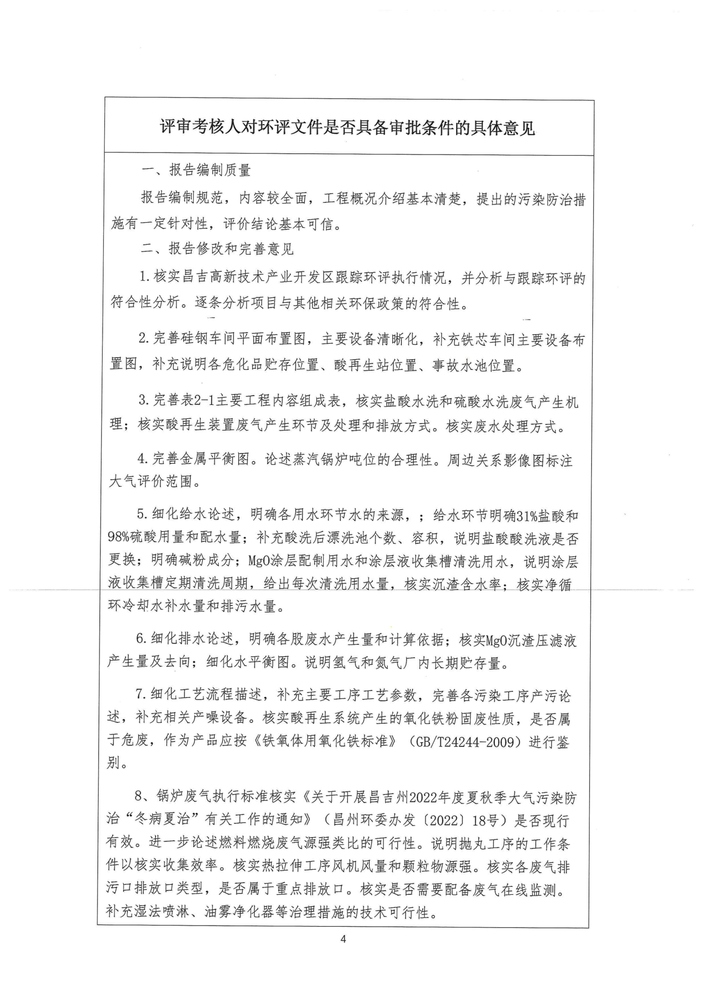 评审考核人对环评文件是否具备审批条件的具体意见
一、报告编制质量
报告编制规范，内容较全面，工程概况介绍基本清楚，提出的污染防治措
施有一定针对性，评价结论基本可信。
二、报告修改和完善意见
1.核实昌吉高新技术产业开发区跟踪环评执行情况，并分析与跟踪环评的
符合性分析。逐条分析项目与其他相关环保政策的符合性。
2.完善硅钢车间平面布置图，主要设备清晰化，补充铁芯车间主要设备布
置图，补充说明各危化品贮存位置、酸再生站位置、事故水池位置。
3.完善表2-1主要工程内容组成表，核实盐酸水洗和硫酸水洗废气产生机
理；核实酸再生装置废气产生环节及处理和排放方式。核实废水处理方式。
4.完善金属平衡图。论述蒸汽锅炉吨位的合理性。周边关系影像图标注
大气评价范围。
5.细化给水论述，明确各用水环节水的来源，；给水环节明确31%盐酸和
98%硫酸用量和配水量；补充酸洗后漂洗池个数、容积，说明盐酸酸洗液是否
更换；明确碱粉成分；MgO涂层配制用水和涂层液收集槽清洗用水，说明涂层
液收集槽定期清洗周期，给出每次清洗用水量，核实沉渣含水率；核实净循
环冷却水补水量和排污水量。
6.细化排水论述，明确各股废水产生量和计算依据；核实MgO沉渣压滤液
产生量及去向；细化水平衡图。说明氢气和氮气厂内长期贮存量。
7.细化工艺流程描述，补充主要工序工艺参数，完善各污染工序产污论
述，补充相关产噪设备。核实酸再生系统产生的氧化铁粉固废性质，是否属
于危废，作为产品应按《铁氧体用氧化铁标准》（GB/T24244-2009）进行鉴
别。
8、锅炉废气执行标准核实《关于开展昌吉州2022年度夏秋季大气污染防
治“冬病夏治”有关工作的通知》（昌州环委办发〔2022〕18号）是否现行
有效。进一步论述燃料燃烧废气源强类比的可行性。说明抛丸工序的工作条
件以核实收集效率。核实热拉伸工序风机风量和颗粒物源强。核实各废气排
污口排放口类型，是否属于重点排放口。核实是否需要配备废气在线监测。
补充湿法喷淋、油雾净化器等治理措施的技术可行性。
4